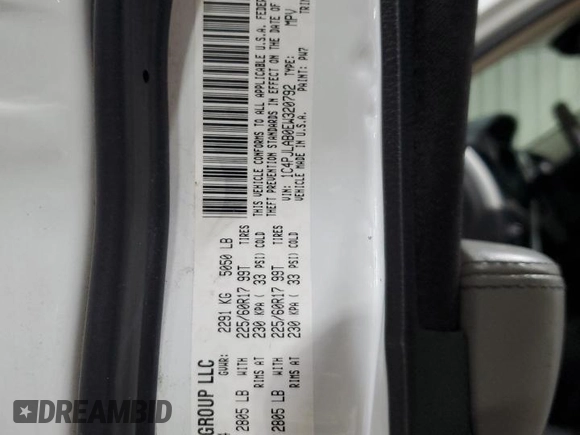 GROUP LLC
GVWR: 2291 KG 5050 LB
2805 LB WITH 225/60R17 99T TIRES
RIMS AT 230 KPA ( 33 PSI) COLD
2805 LB WITH 225/60R17 99T TIRES
RIMS AT 230 KPA ( 33 PSI) COLD
THIS VEHICLE CONFORMS TO ALL APPLICABLE U.S.A. FEDER
THEFT PREVENTION STANDARDS IN EFFECT ON THE DATE OF
VIN: 1C4PJLAB0EW320792 TYPE: MPV
VEHICLE MADE IN U.S.A. PAINT: PW7 TRIM
DREAMBID